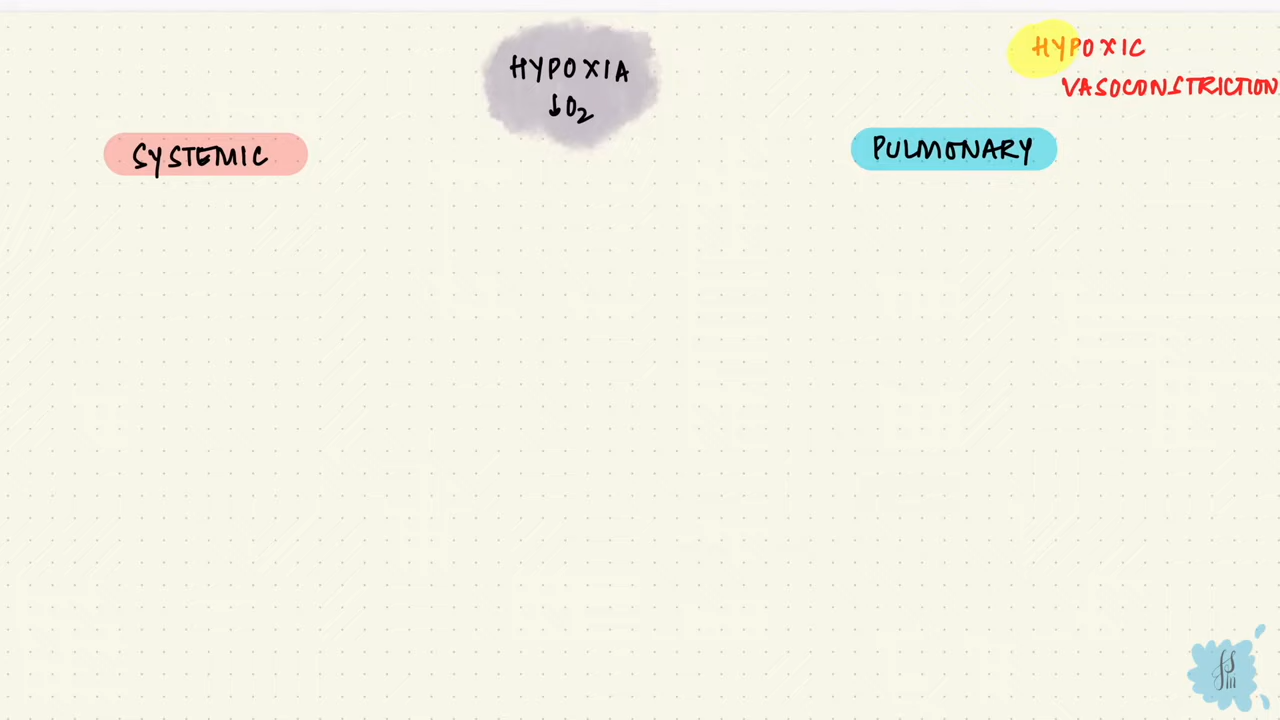 HYPOXIA
↓O2
HYPOXIC
VASOCONSTRICTION
SYSTEMIC
PULMONARY